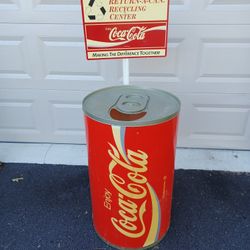 RETURN-A-CAN
RECYCLING
CENTER
Coca-Cola
MAKING THE DIFFERENCE TOGETHER
Enjoy
Coca-Cola